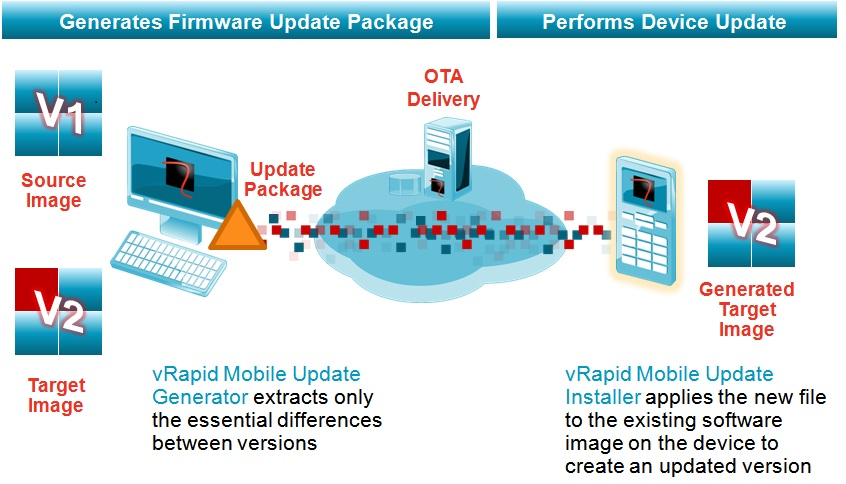 Generates Firmware Update Package
Performs Device Update
V1
Source
Image
V2
Target
Image
Update
Package
OTA
Delivery
V2
Generated
Target
Image
vRapid Mobile Update
Generator extracts only
the essential differences
between versions
vRapid Mobile Update
Installer applies the new file
to the existing software
image on the device to
create an updated version